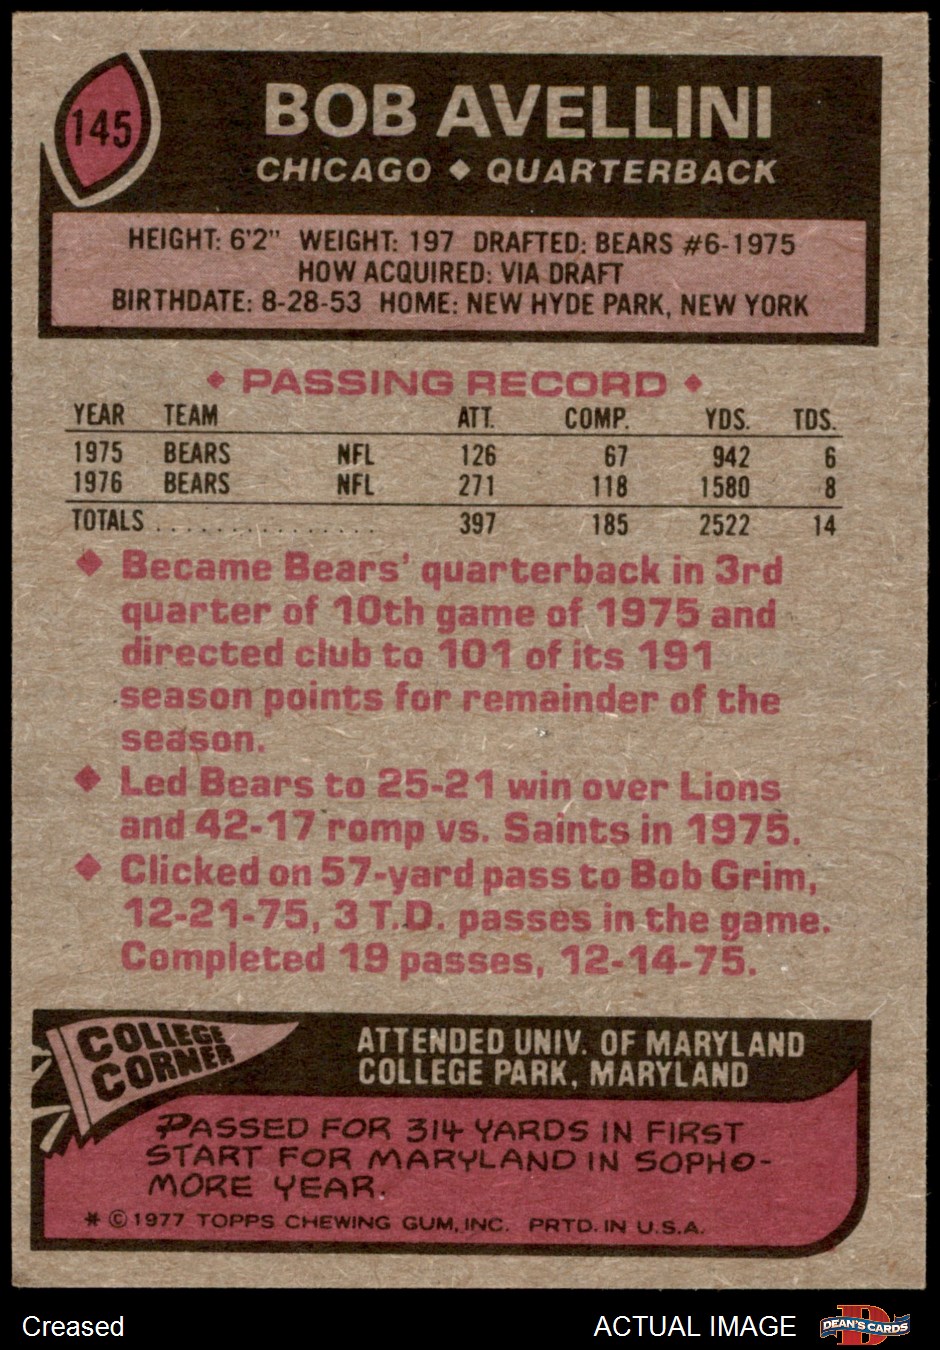 145
BOB AVELLINI
CHICAGO ◆ QUARTERBACK
HEIGHT: 6'2" WEIGHT: 197 DRAFTED: BEARS #6-1975
HOW ACQUIRED: VIA DRAFT
BIRTHDATE: 8-28-53 HOME: NEW HYDE PARK, NEW YORK
◆ PASSING RECORD ◆
YEAR TEAM ATT. COMP. YDS. TDS.
1975 BEARS NFL 126 67 942 6
1976 BEARS NFL 271 118 1580 8
TOTALS . . . . . . . . . . . . . . . 397 185 2522 14
◆ Became Bears' quarterback in 3rd
quarter of 10th game of 1975 and
directed club to 101 of its 191
season points for remainder of the
season.
◆ Led Bears to 25-21 win over Lions
and 42-17 romp vs. Saints in 1975.
◆ Clicked on 57-yard pass to Bob Grim,
12-21-75, 3 T.D. passes in the game.
Completed 19 passes, 12-14-75.
COLLEGE
CORNER
ATTENDED UNIV. OF MARYLAND
COLLEGE PARK, MARYLAND
PASSED FOR 314 YARDS IN FIRST
START FOR MARYLAND IN SOPHO-
MORE YEAR.
* © 1977 TOPPS CHEWING GUM, INC. PRTD. IN U.S.A.
Creased
ACTUAL IMAGE
D
DEAN'S CARDS